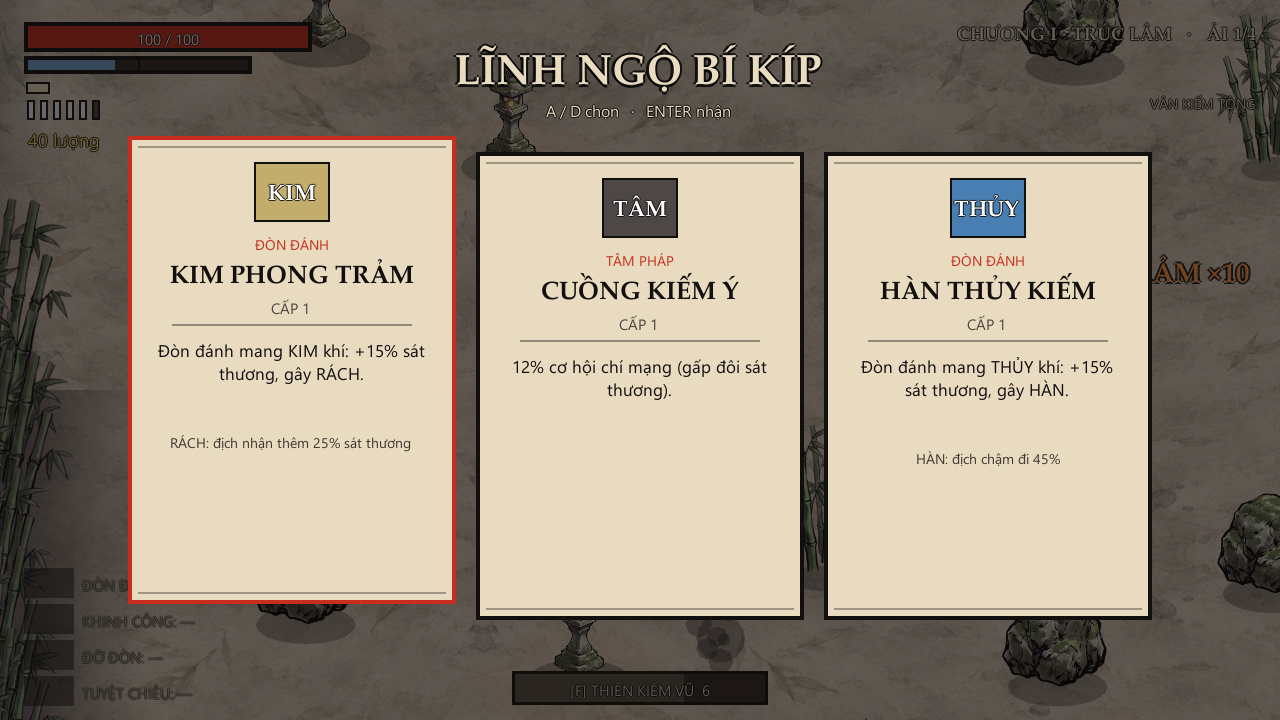 100 / 100
CHƯƠNG I · TRÚC LÂM · ẢI 1/4
LĨNH NGỘ BÍ KÍP
A / D chọn · ENTER nhận
VÂN KIẾM TÔNG
40 lượng
KIM
ĐÒN ĐÁNH
KIM PHONG TRẢM
CẤP 1
Đòn đánh mang KIM khí: +15% sát
thương, gây RÁCH.
RÁCH: địch nhận thêm 25% sát thương
TÂM
TÂM PHÁP
CUỒNG KIẾM Ý
CẤP 1
12% cơ hội chí mạng (gấp đôi sát
thương).
THỦY
ĐÒN ĐÁNH
HÀN THỦY KIẾM
CẤP 1
Đòn đánh mang THỦY khí: +15%
sát thương, gây HÀN.
HÀN: địch chậm đi 45%
ÂM ×10
ĐÒN Đ
KHINH CÔNG: —
ĐỠ ĐÒN: —
TUYỆT CHIÊU: —
[F] THIÊN KIẾM VŨ 6